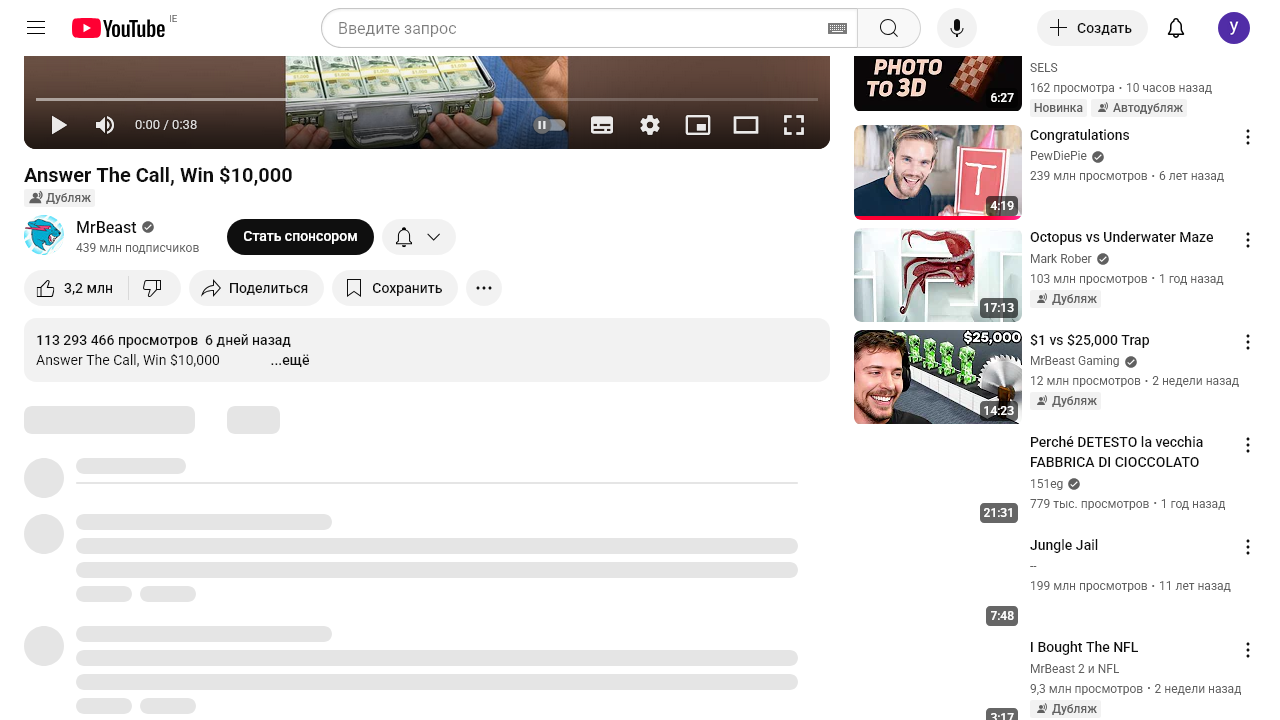 YouTube IE
Введите запрос
Создать
у
0:00 / 0:38
Answer The Call, Win $10,000
Дубляж
MrBeast
439 млн подписчиков
Стать спонсором
3,2 млн
Поделиться
Сохранить
113 293 466 просмотров 6 дней назад
Answer The Call, Win $10,000 ...ещё
PHOTO
TO 3D
6:27
SELS
162 просмотра • 10 часов назад
Новинка Автодубляж
T
4:19
Congratulations
PewDiePie
239 млн просмотров • 6 лет назад
17:13
Octopus vs Underwater Maze
Mark Rober
103 млн просмотров • 1 год назад
Дубляж
$25,000
14:23
$1 vs $25,000 Trap
MrBeast Gaming
12 млн просмотров • 2 недели назад
Дубляж
21:31
Perché DETESTO la vecchia
FABBRICA DI CIOCCOLATO
151eg
779 тыс. просмотров • 1 год назад
7:48
Jungle Jail
--
199 млн просмотров • 11 лет назад
3:17
I Bought The NFL
MrBeast 2 и NFL
9,3 млн просмотров • 2 недели назад
Дубляж